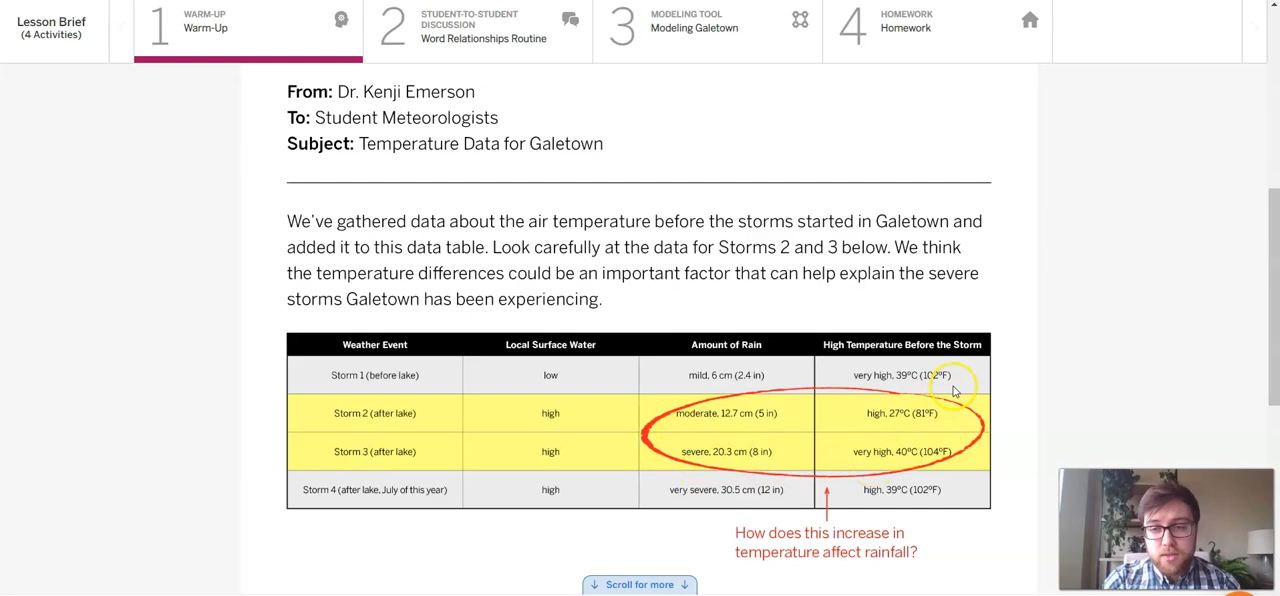 Lesson Brief
(4 Activities)
1
WARM-UP
Warm-Up
2
STUDENT-TO-STUDENT
DISCUSSION
Word Relationships Routine
3
MODELING TOOL
Modeling Galetown
4
HOMEWORK
Homework
From: Dr. Kenji Emerson
To: Student Meteorologists
Subject: Temperature Data for Galetown
We've gathered data about the air temperature before the storms started in Galetown and
added it to this data table. Look carefully at the data for Storms 2 and 3 below. We think
the temperature differences could be an important factor that can help explain the severe
storms Galetown has been experiencing.
Weather Event Local Surface Water Amount of Rain High Temperature Before the Storm
Storm 1 (before lake) low mild, 6 cm (2.4 in) very high, 39ºC (102ºF)
Storm 2 (after lake) high moderate, 12.7 cm (5 in) high, 27ºC (81ºF)
Storm 3 (after lake) high severe, 20.3 cm (8 in) very high, 40ºC (104ºF)
Storm 4 (after lake, July of this year) high very severe, 30.5 cm (12 in) high, 39ºC (102ºF)
How does this increase in
temperature affect rainfall?
Scroll for more